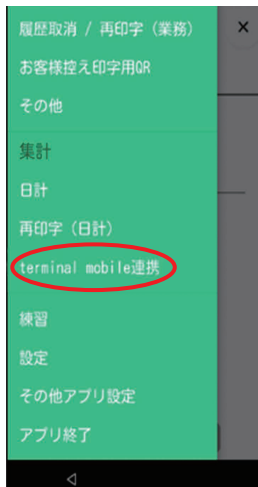 履歴取消 / 再印字（業務）
お客様控え印字用QR
その他
集計
日計
再印字（日計）
terminal mobile連携
練習
設定
その他アプリ設定
アプリ終了